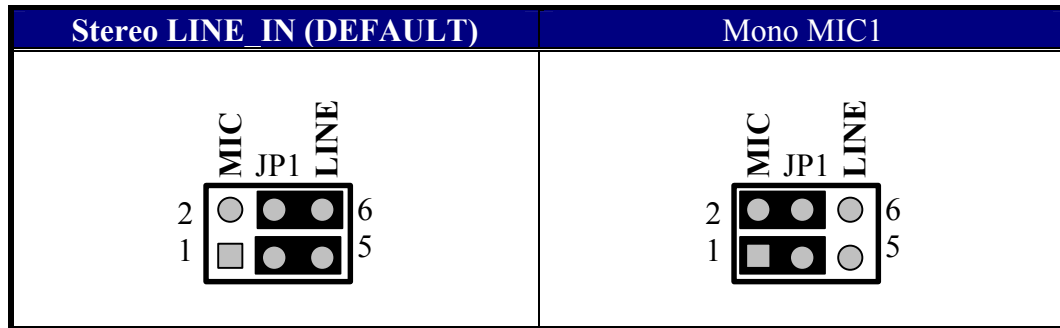 Stereo LINE_IN (DEFAULT)
Mono MIC1
MIC
JP1
LINE
2
6
1
5
MIC
JP1
LINE
2
6
1
5